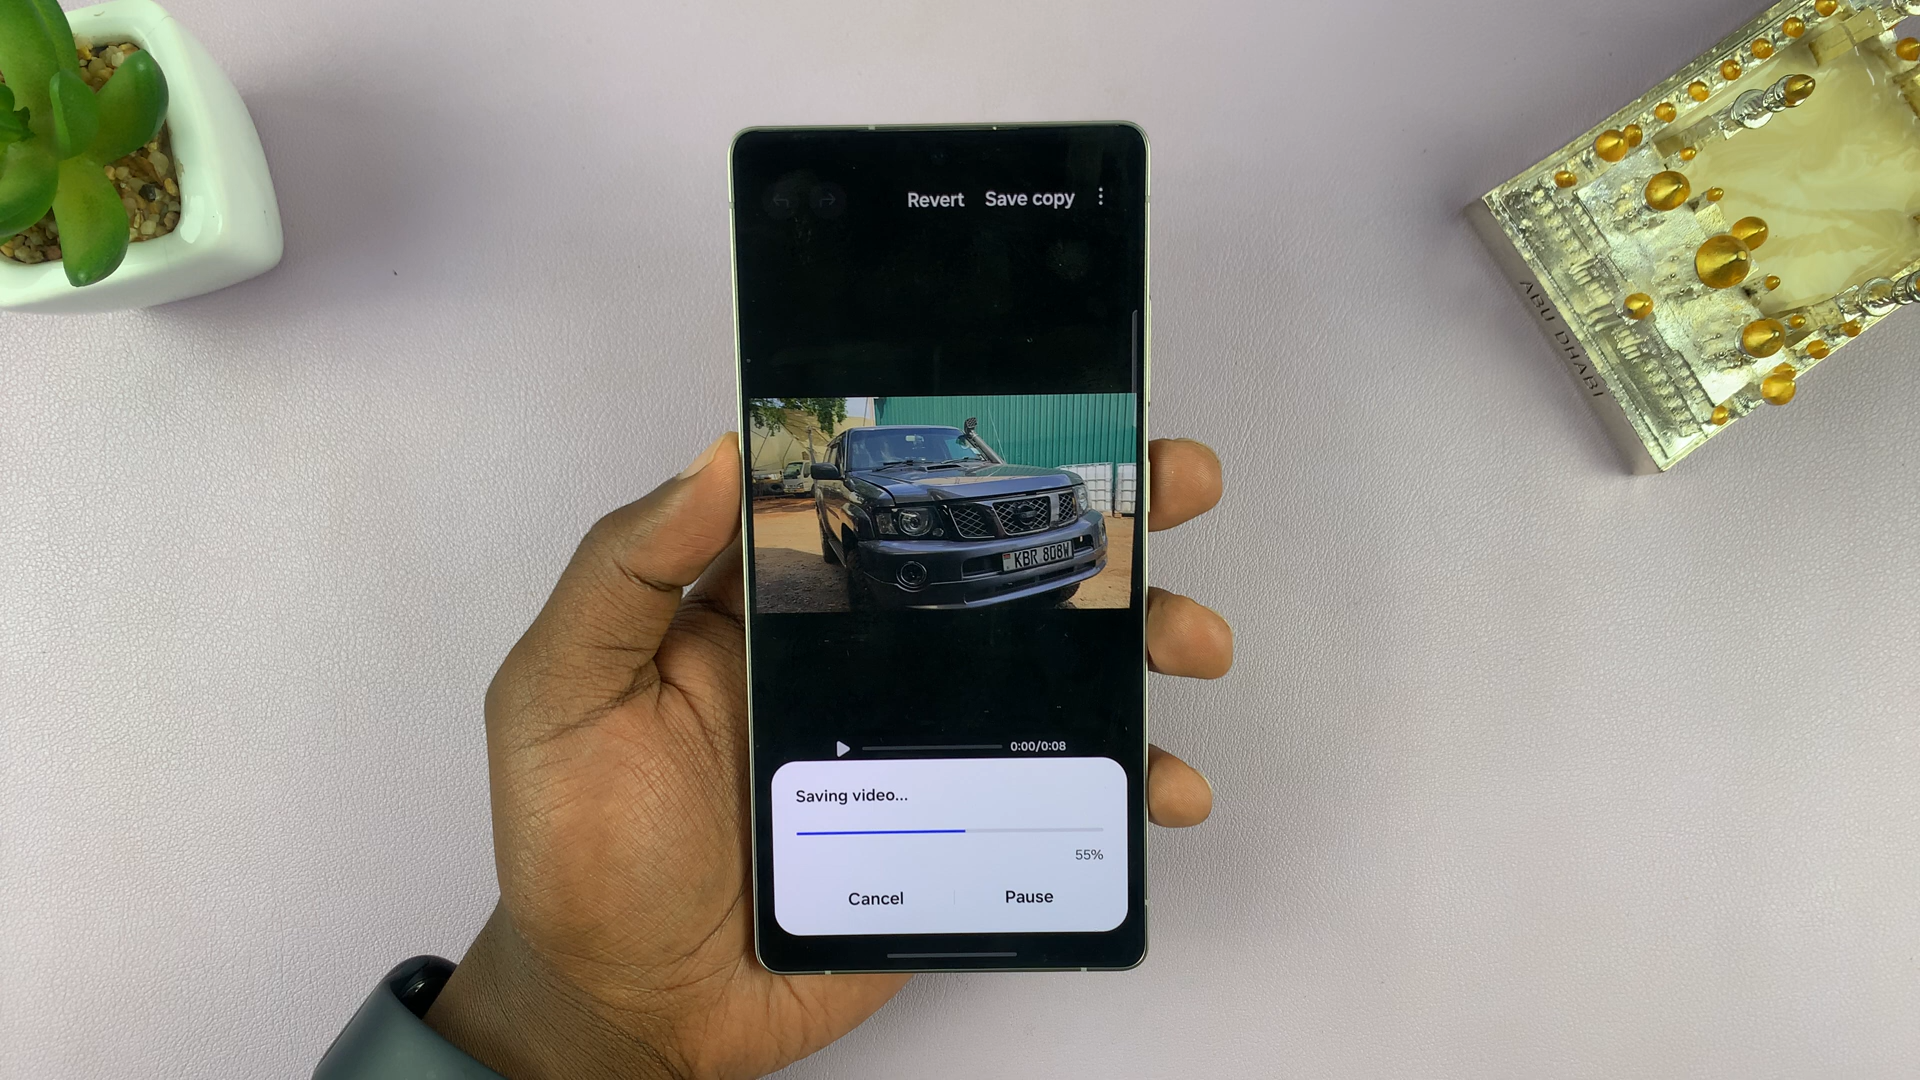 Revert Save copy
KBR 808W
0:00/0:08
Saving video...
55%
Cancel Pause
ABU DHABI